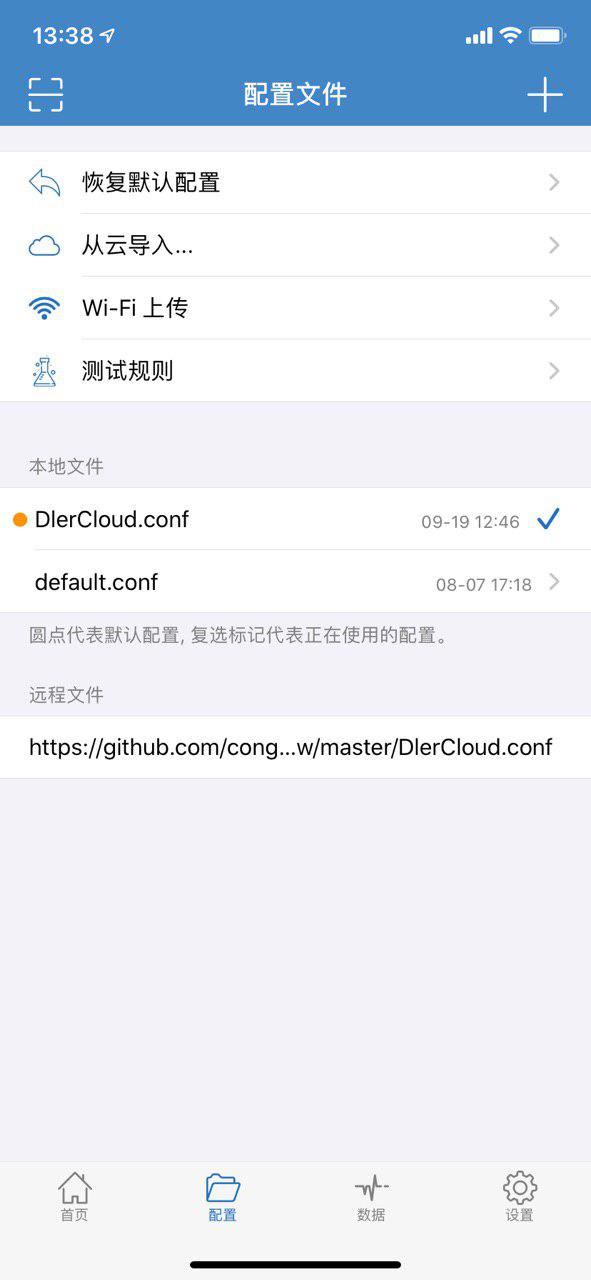 13:38
配置文件
恢复默认配置
从云导入...
Wi-Fi 上传
测试规则
本地文件
DlerCloud.conf 09-19 12:46
default.conf 08-07 17:18
圆点代表默认配置, 复选标记代表正在使用的配置。
远程文件
https://github.com/cong...w/master/DlerCloud.conf
首页 配置 数据 设置